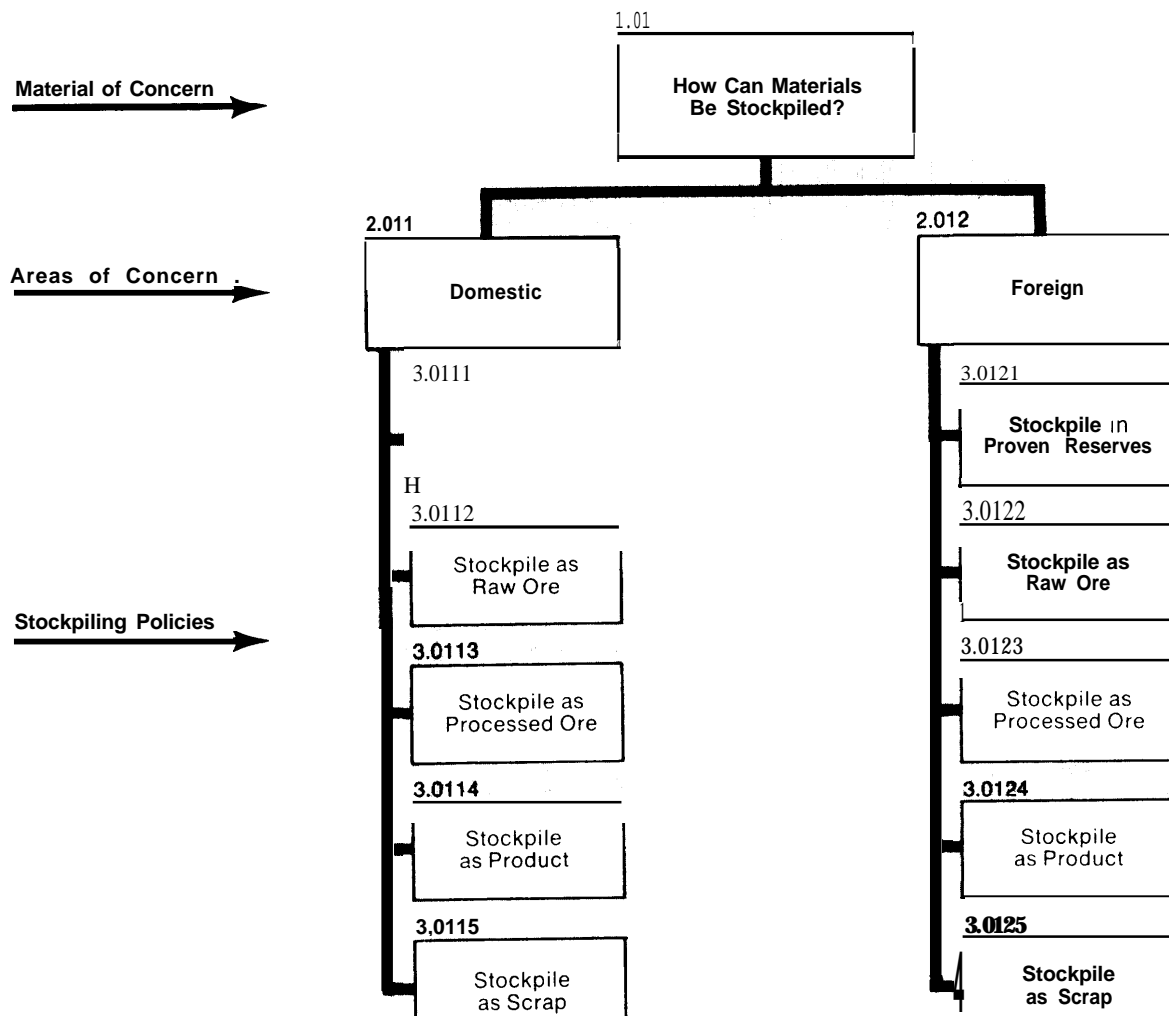 1.01
Material of Concern
How Can Materials
Be Stockpiled?
2.011
2.012
Areas of Concern .
Domestic
Foreign
3.0111
3.0121
Stockpile in
Proven Reserves
H
3.0112
3.0122
Stockpile as
Raw Ore
Stockpile as
Raw Ore
Stockpiling Policies
3.0113
3.0123
Stockpile as
Processed Ore
Stockpile as
Processed Ore
3.0114
3.0124
Stockpile
as Product
Stockpile
as Product
3,0115
3.0125
Stockpile
as Scrap
Stockpile
as Scrap